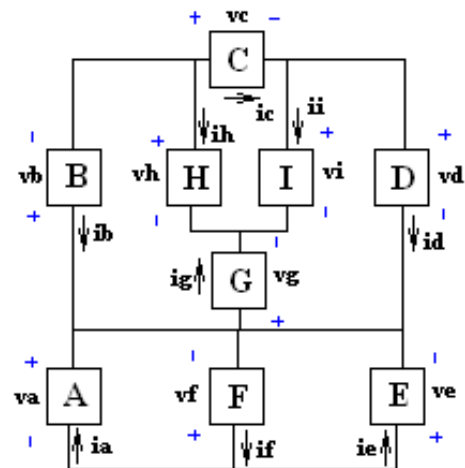 + vc −
C
ic
ih
ii
− + +
+
vb B
vh H
I vi
D vd
+ − − −
ib
id
ig G vg
−
+
+ − −
va A
vf F
E ve
− + +
ia
if
ie